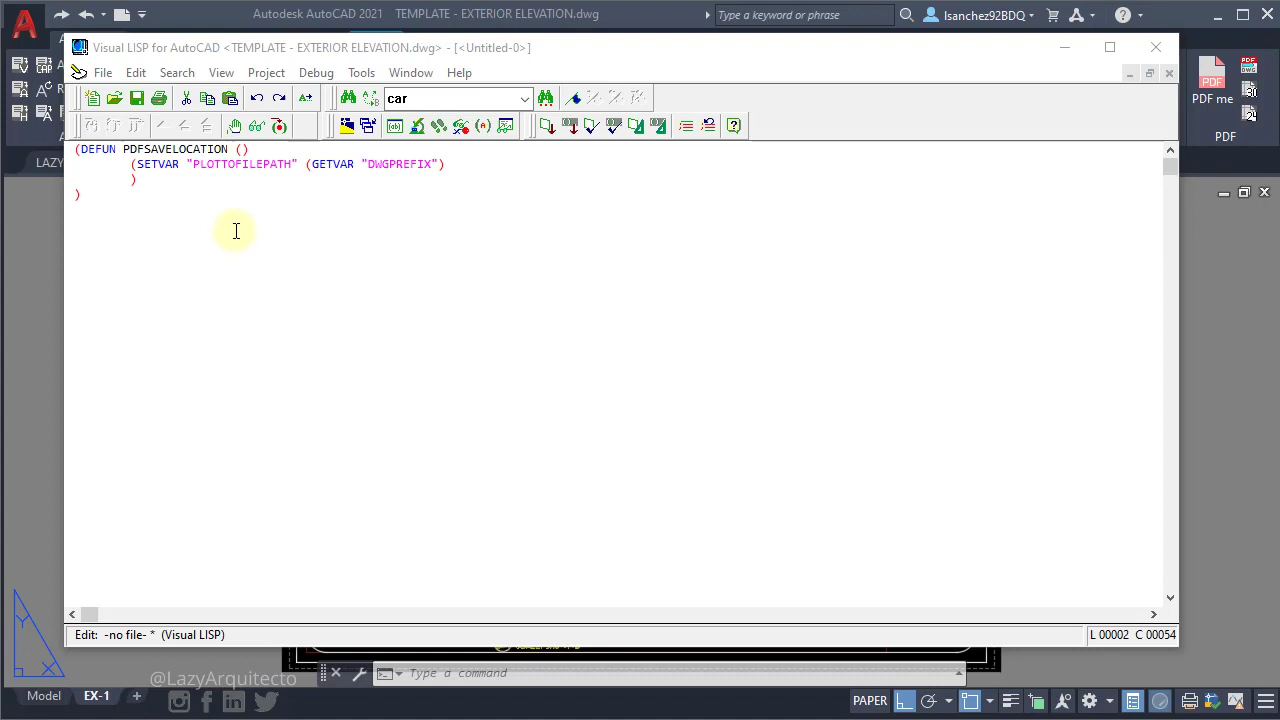 Autodesk AutoCAD 2021 TEMPLATE - EXTERIOR ELEVATION.dwg
Type a keyword or phrase
lsanchez92BDQ
Visual LISP for AutoCAD <TEMPLATE - EXTERIOR ELEVATION.dwg> - [<Untitled-0>]
File Edit Search View Project Debug Tools Window Help
car
PDF me
PDF
LAZY
(DEFUN PDFSAVELOCATION ()
(SETVAR "PLOTTOFILEPATH" (GETVAR "DWGPREFIX")
)
)
Edit: -no file- * (Visual LISP)
L 00002 C 00054
Y
X
Type a command
@LazyArquitecto
Model EX-1 +
PAPER